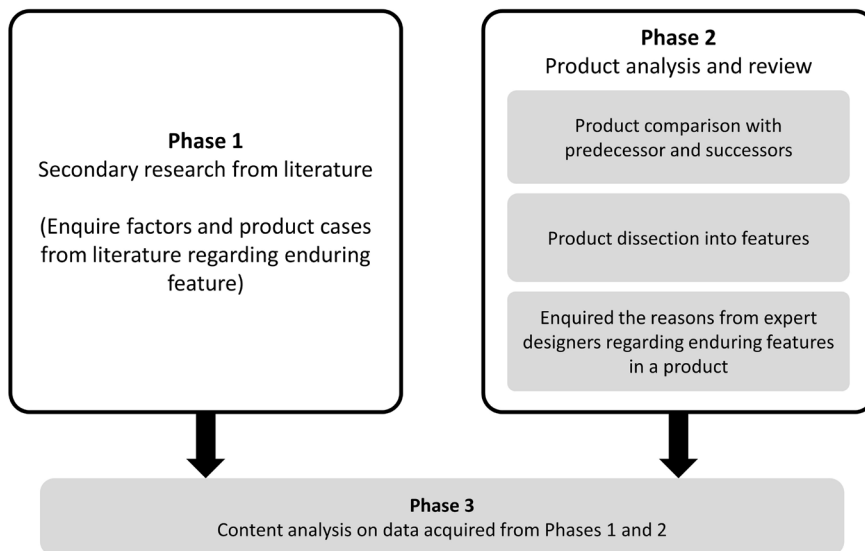 Phase 1
Secondary research from literature
(Enquire factors and product cases
from literature regarding enduring
feature)
Phase 2
Product analysis and review
Product comparison with
predecessor and successors
Product dissection into features
Enquired the reasons from expert
designers regarding enduring features
in a product
Phase 3
Content analysis on data acquired from Phases 1 and 2